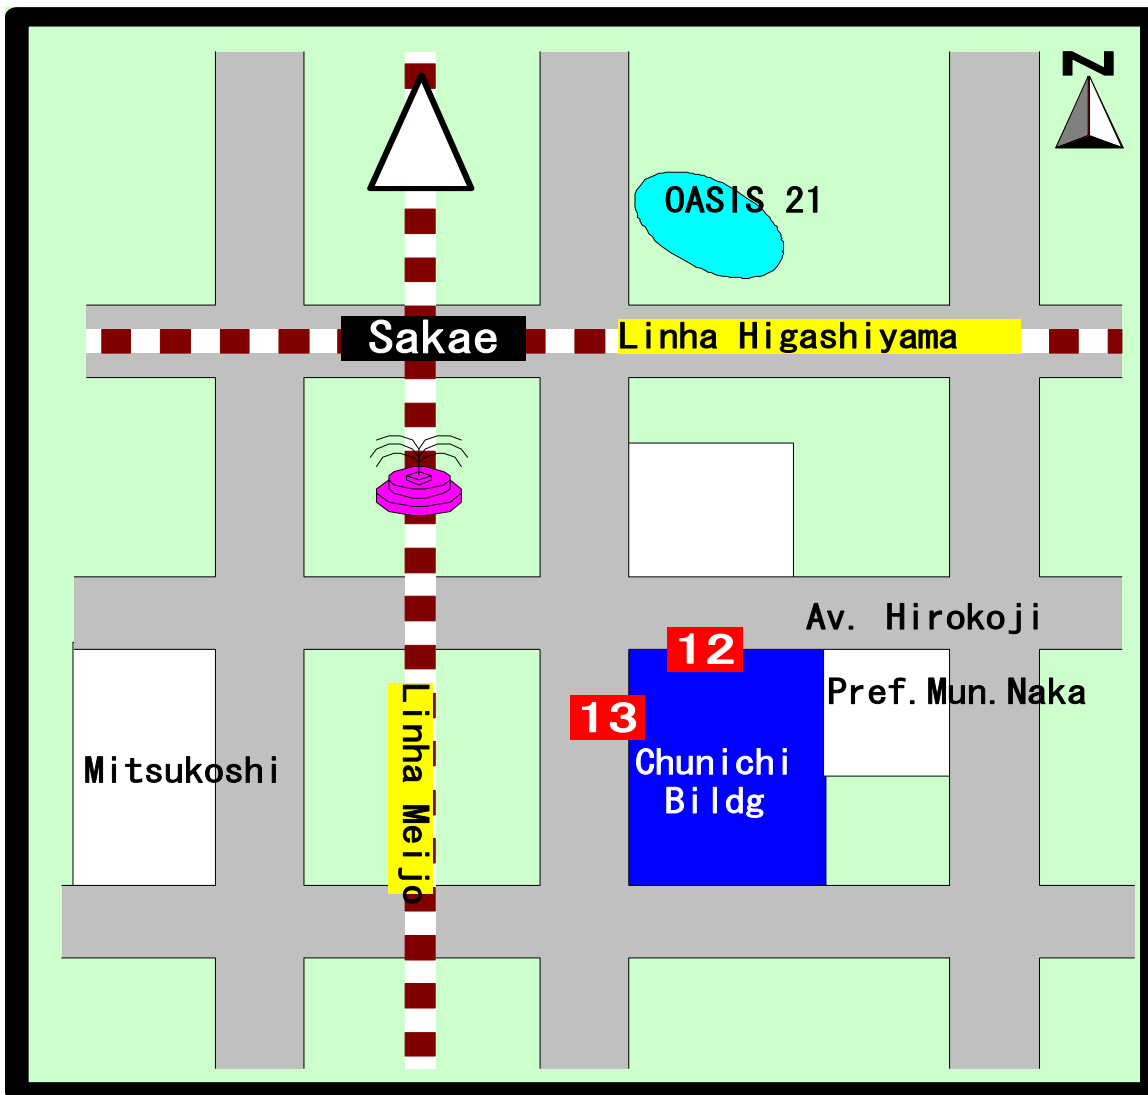 N
OASIS 21
Sakae
Linha Higashiyama
Av. Hirokoji
12
Pref.Mun.Naka
13
Linha Meijo
Mitsukoshi
Chunichi
Bildg